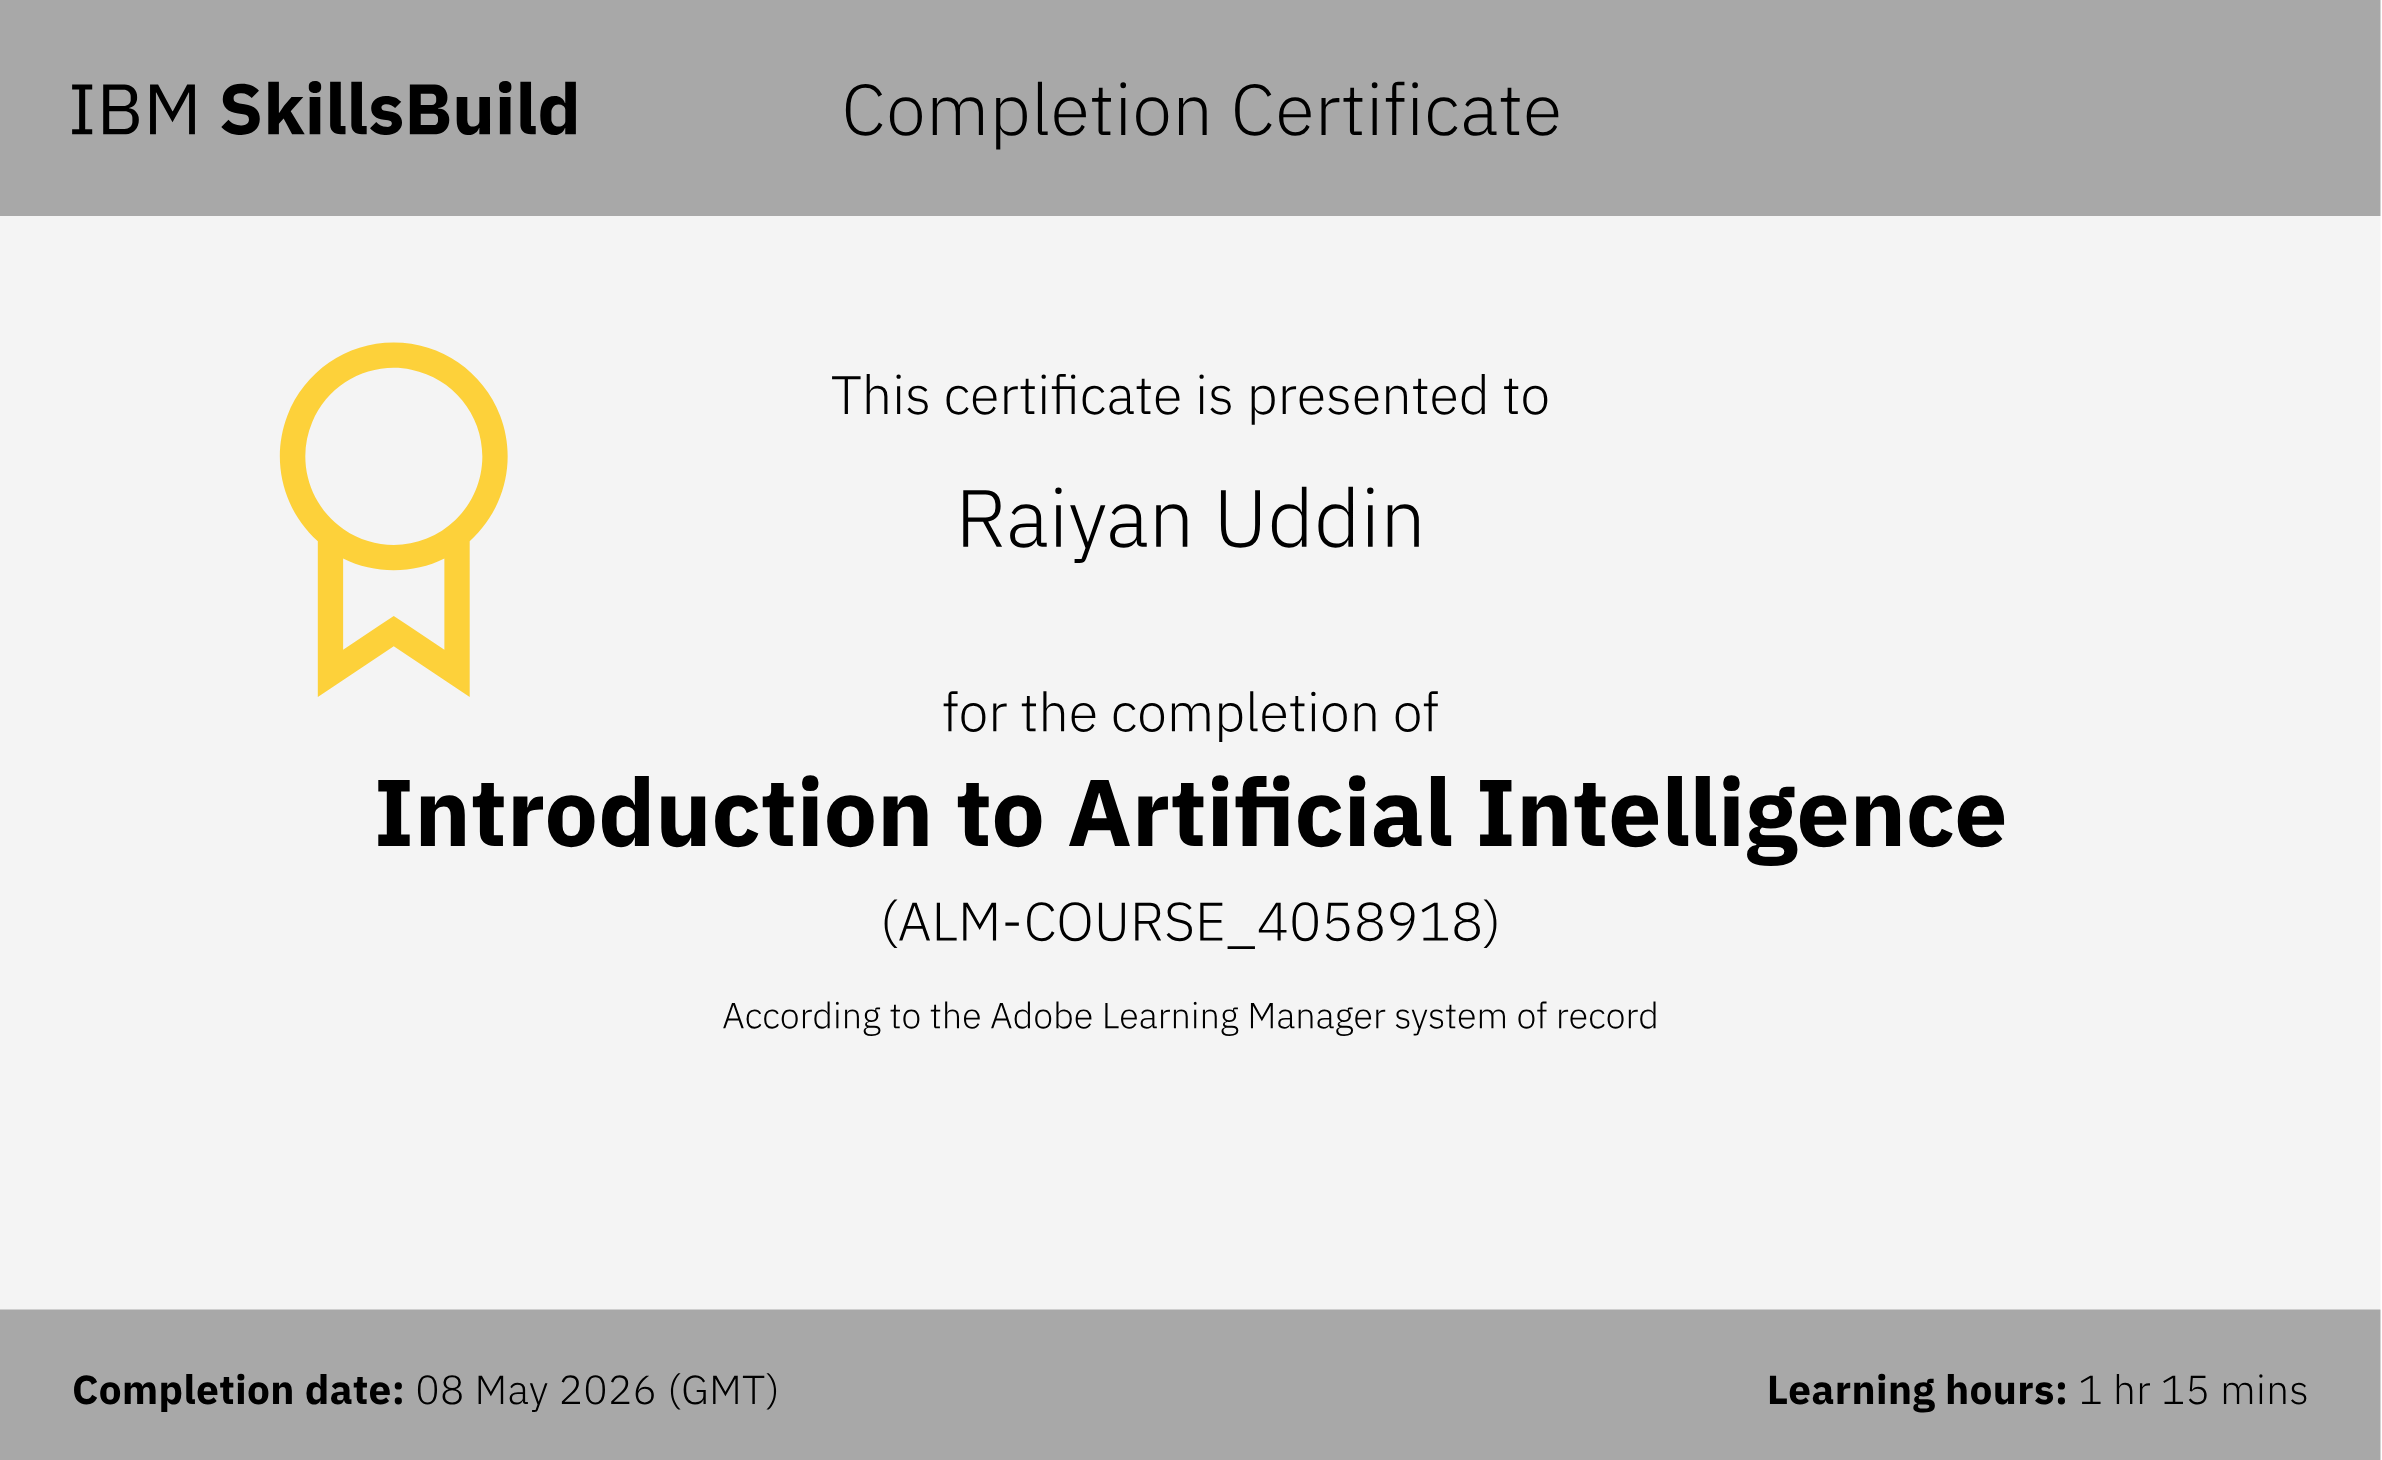 IBM SkillsBuild
Completion Certificate
This certificate is presented to
Raiyan Uddin
for the completion of
Introduction to Artificial Intelligence
(ALM-COURSE_4058918)
According to the Adobe Learning Manager system of record
Completion date: 08 May 2026 (GMT)
Learning hours: 1 hr 15 mins